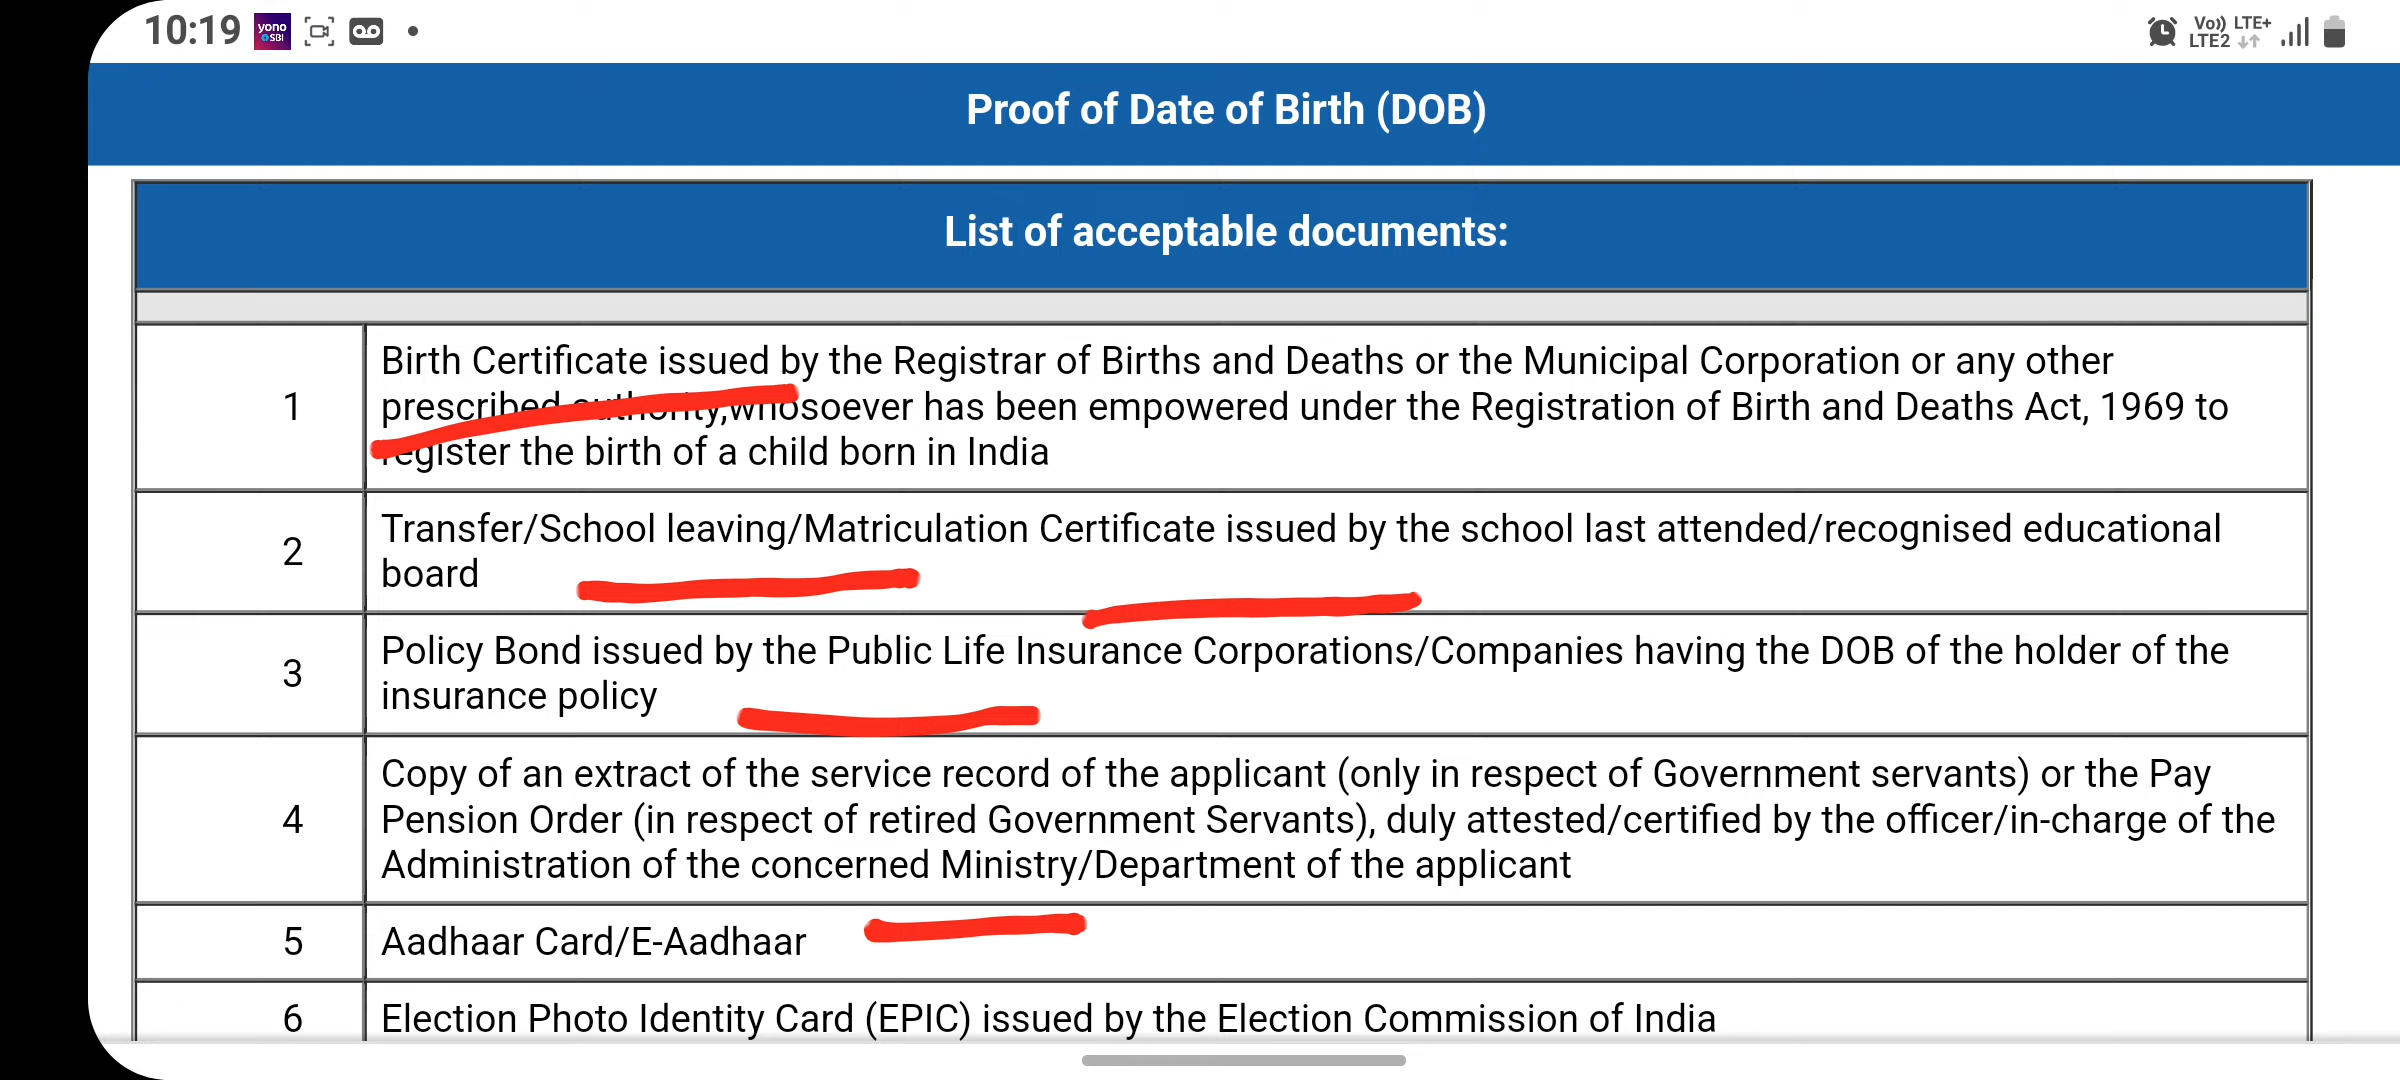 10:19 yono SBI Vo)) LTE+
LTE2
Proof of Date of Birth (DOB)
List of acceptable documents:
1 Birth Certificate issued by the Registrar of Births and Deaths or the Municipal Corporation or any other
prescribed authority,whosoever has been empowered under the Registration of Birth and Deaths Act, 1969 to
register the birth of a child born in India
2 Transfer/School leaving/Matriculation Certificate issued by the school last attended/recognised educational
board
3 Policy Bond issued by the Public Life Insurance Corporations/Companies having the DOB of the holder of the
insurance policy
4 Copy of an extract of the service record of the applicant (only in respect of Government servants) or the Pay
Pension Order (in respect of retired Government Servants), duly attested/certified by the officer/in-charge of the
Administration of the concerned Ministry/Department of the applicant
5 Aadhaar Card/E-Aadhaar
6 Election Photo Identity Card (EPIC) issued by the Election Commission of India